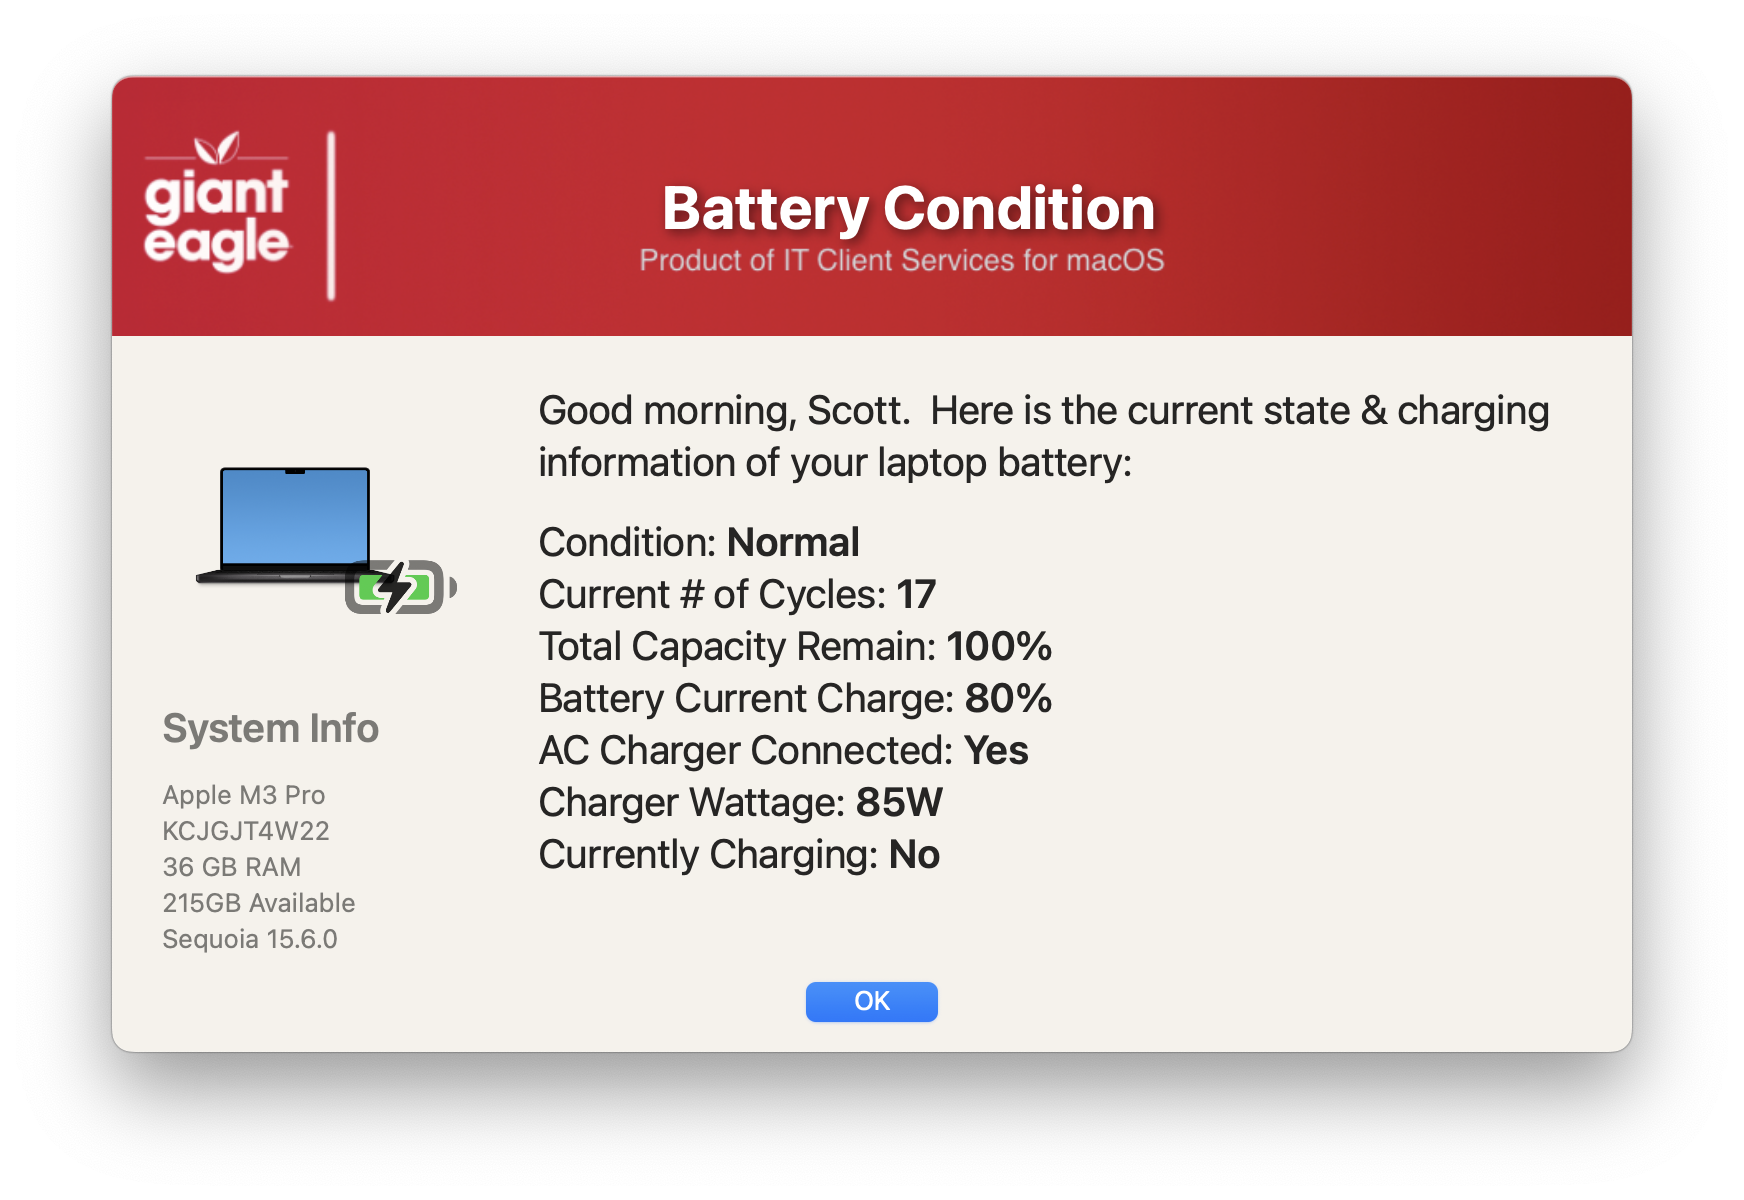 giant
eagle
Battery Condition
Product of IT Client Services for macOS
Good morning, Scott.  Here is the current state & charging
information of your laptop battery:
Condition: Normal
Current # of Cycles: 17
Total Capacity Remain: 100%
Battery Current Charge: 80%
AC Charger Connected: Yes
Charger Wattage: 85W
Currently Charging: No
System Info
Apple M3 Pro
KCJGJT4W22
36 GB RAM
215GB Available
Sequoia 15.6.0
OK